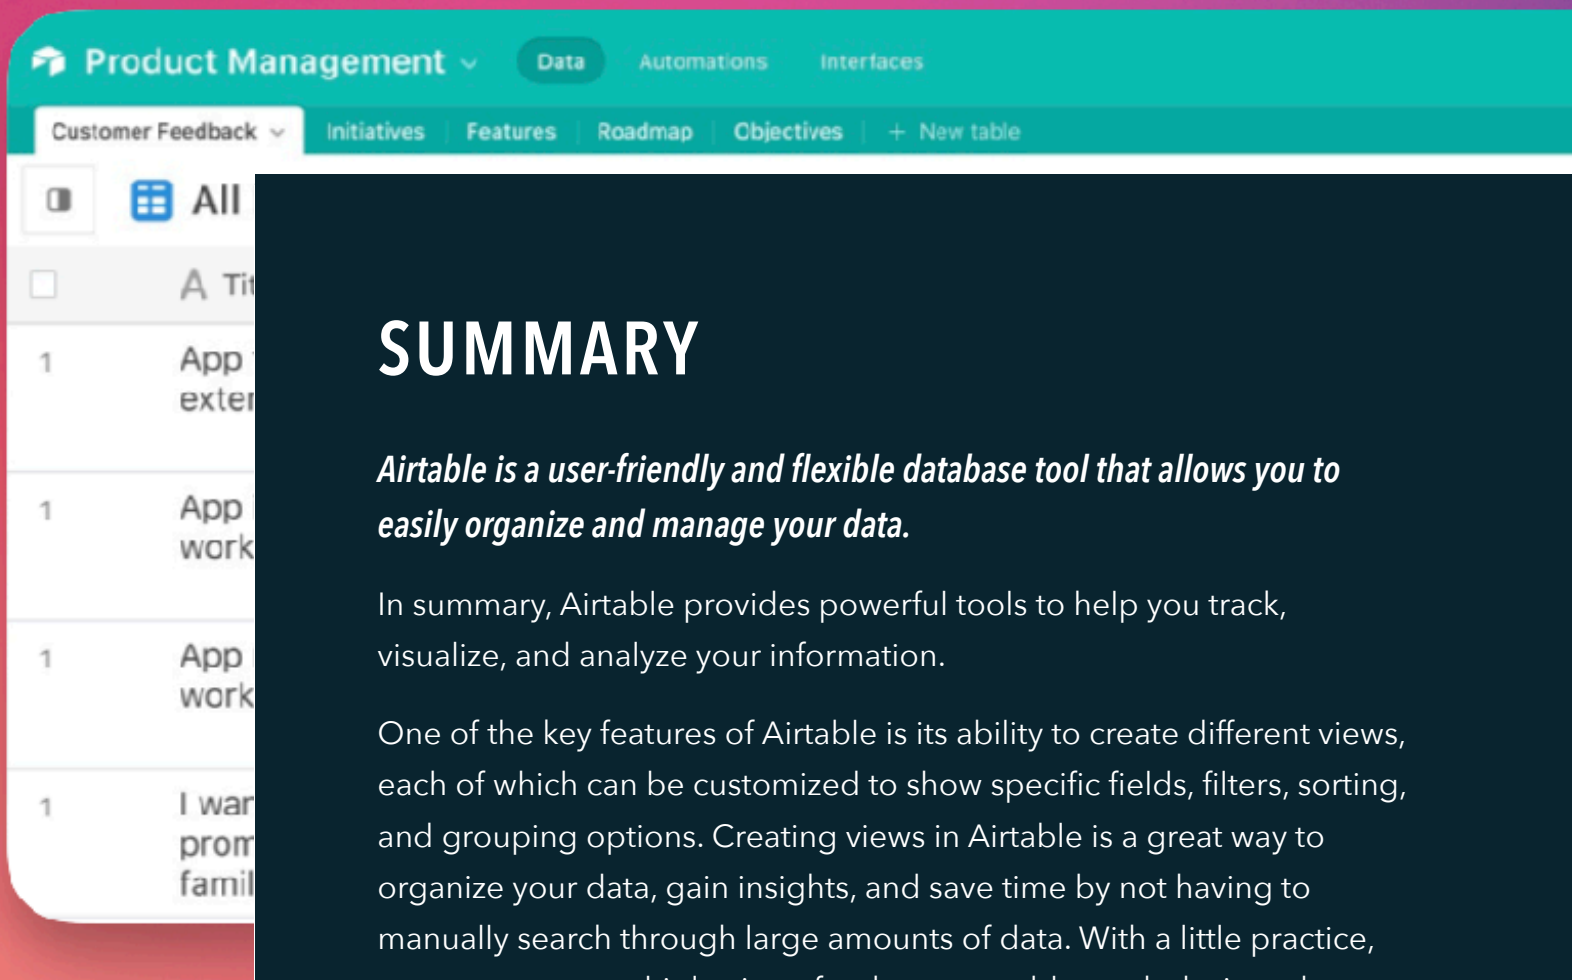 Product Management
Data
Automations
Interfaces
Customer Feedback
Initiatives
Features
Roadmap
Objectives
+ New table
All
A
1
App
1
App
work
1
App
work
1
I
SUMMARY
Airtable is a user-friendly and flexible database tool that allows you to
easily organize and manage your data.
In summary, Airtable provides powerful tools to help you track,
visualize, and analyze your information.
One of the key features of Airtable is its ability to create different views,
each of which can be customized to show specific fields, filters, sorting,
and grouping options. Creating views in Airtable is a great way to
organize your data, gain insights, and save time by not having to
manually search through large amounts of data. With a little practice,